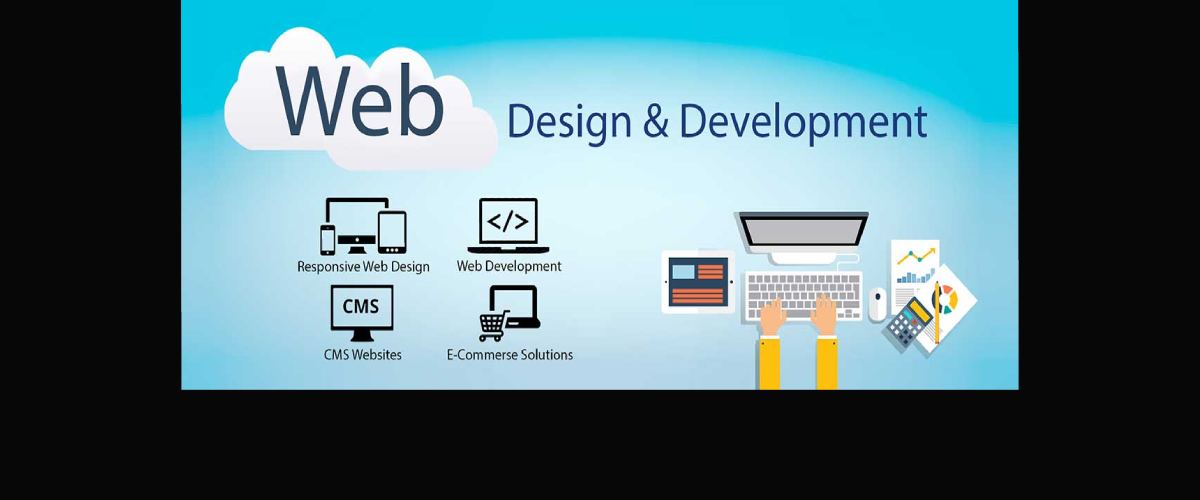 Web
Design & Development
</>
Responsive Web Design
Web Development
CMS
CMS Websites
E-Commerse Solutions